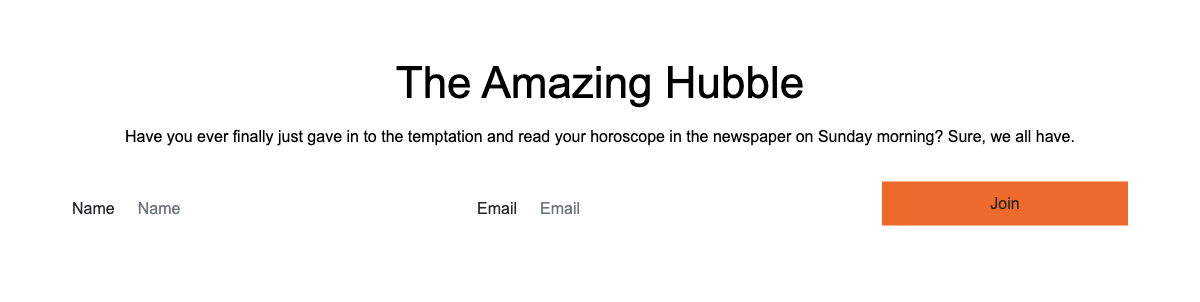 The Amazing Hubble
Have you ever finally just gave in to the temptation and read your horoscope in the newspaper on Sunday morning? Sure, we all have.
Name Name Email Email Join